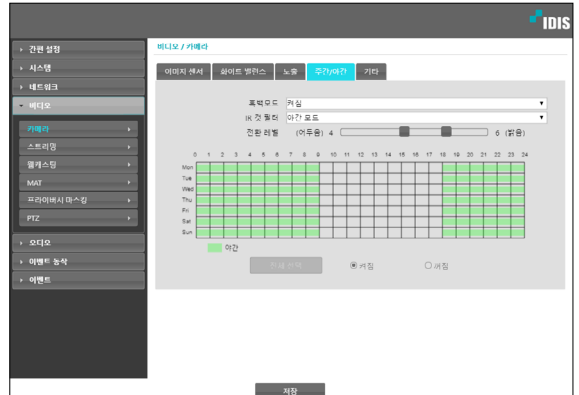 IDIS
간편 설정
시스템
네트워크
비디오
카메라
스트리밍
웹캐스팅
MAT
프라이버시 마스킹
PTZ
오디오
이벤트 동작
이벤트
비디오 / 카메라
이미지 센서 화이트 밸런스 노출 주간/야간 기타
흑백모드 켜짐
IR 컷 필터 야간 모드
전환 레벨 (어두움) 4 6 (밝음)
0 1 2 3 4 5 6 7 8 9 10 11 12 13 14 15 16 17 18 19 20 21 22 23 24
Mon
Tue
Wed
Thu
Fri
Sat
Sun
야간
켜짐 꺼짐
저장